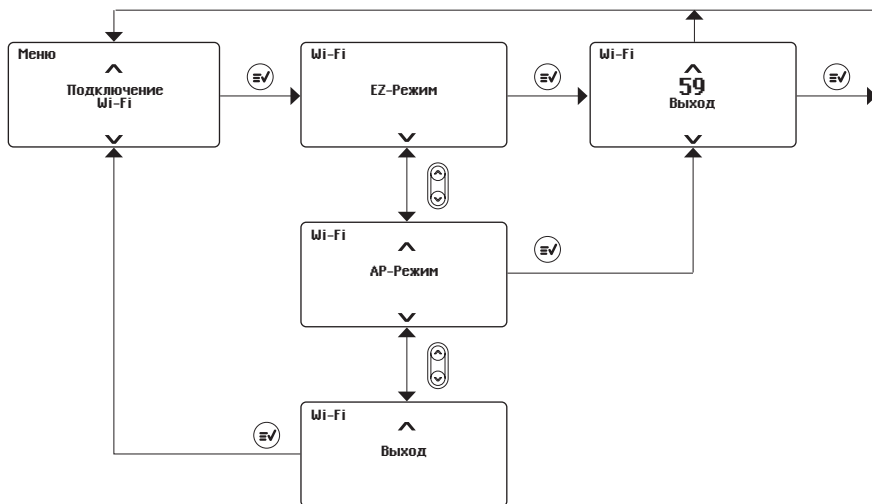 Меню
Подключение
Wi-Fi
Wi-Fi
EZ-Режим
Wi-Fi
59
Выход
Wi-Fi
AP-Режим
Wi-Fi
Выход